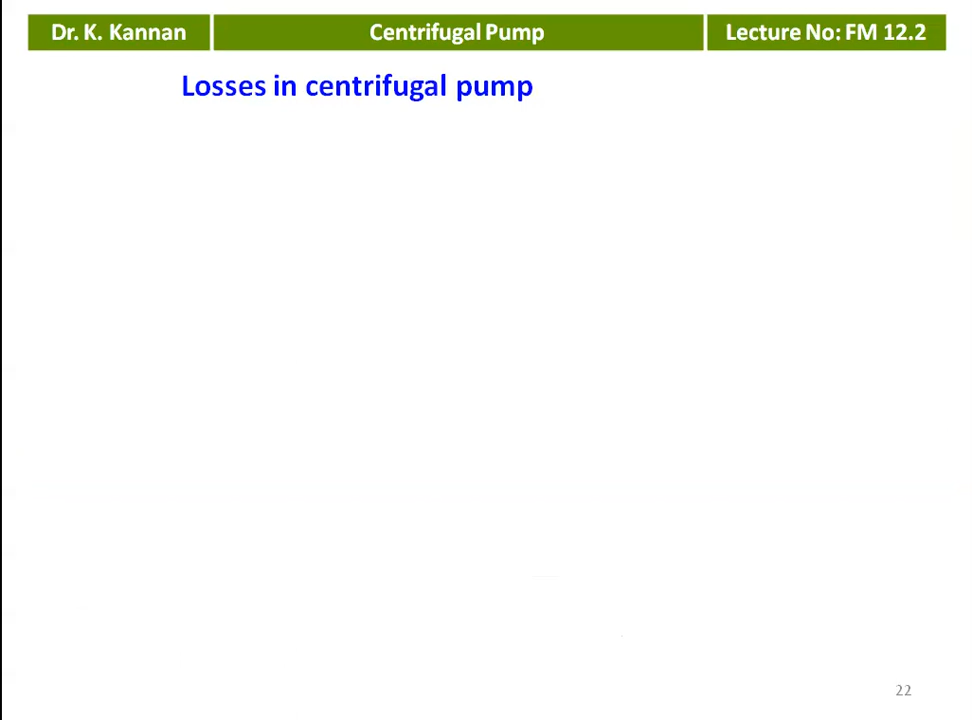 Dr. K. Kannan Centrifugal Pump Lecture No: FM 12.2
Losses in centrifugal pump
22